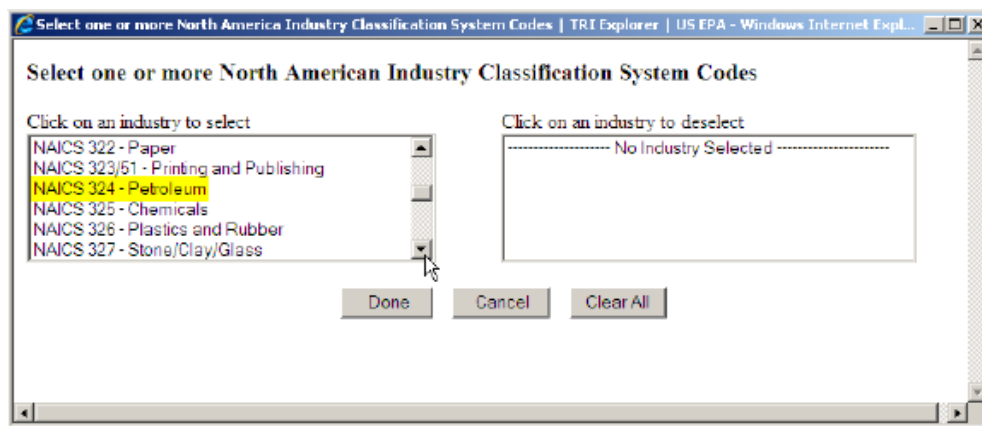 Select one or more North America Industry Classification System Codes | TRI Explorer | US EPA - Windows Internet Expl...
Select one or more North American Industry Classification System Codes
Click on an industry to select
NAICS 322 - Paper
NAICS 323/51 - Printing and Publishing
NAICS 324 - Petroleum
NAICS 325 - Chemicals
NAICS 326 - Plastics and Rubber
NAICS 327 - Stone/Clay/Glass
Click on an industry to deselect
-------------------- No Industry Selected ----------------------
Done Cancel Clear All